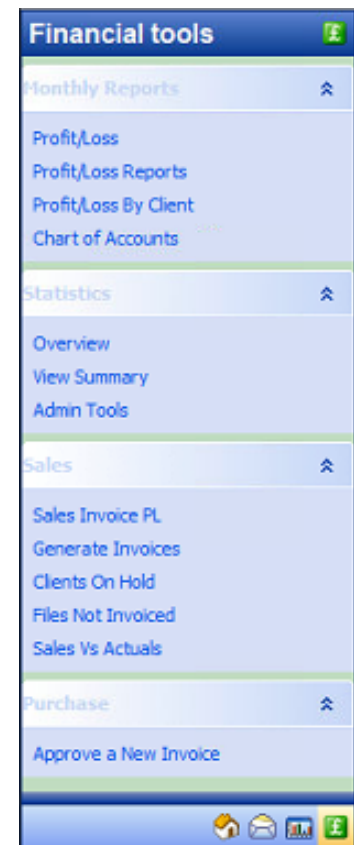 Financial tools
Monthly Reports
Profit/Loss
Profit/Loss Reports
Profit/Loss By Client
Chart of Accounts
Statistics
Overview
View Summary
Admin Tools
Sales
Sales Invoice PL
Generate Invoices
Clients On Hold
Files Not Invoiced
Sales Vs Actuals
Purchase
Approve a New Invoice